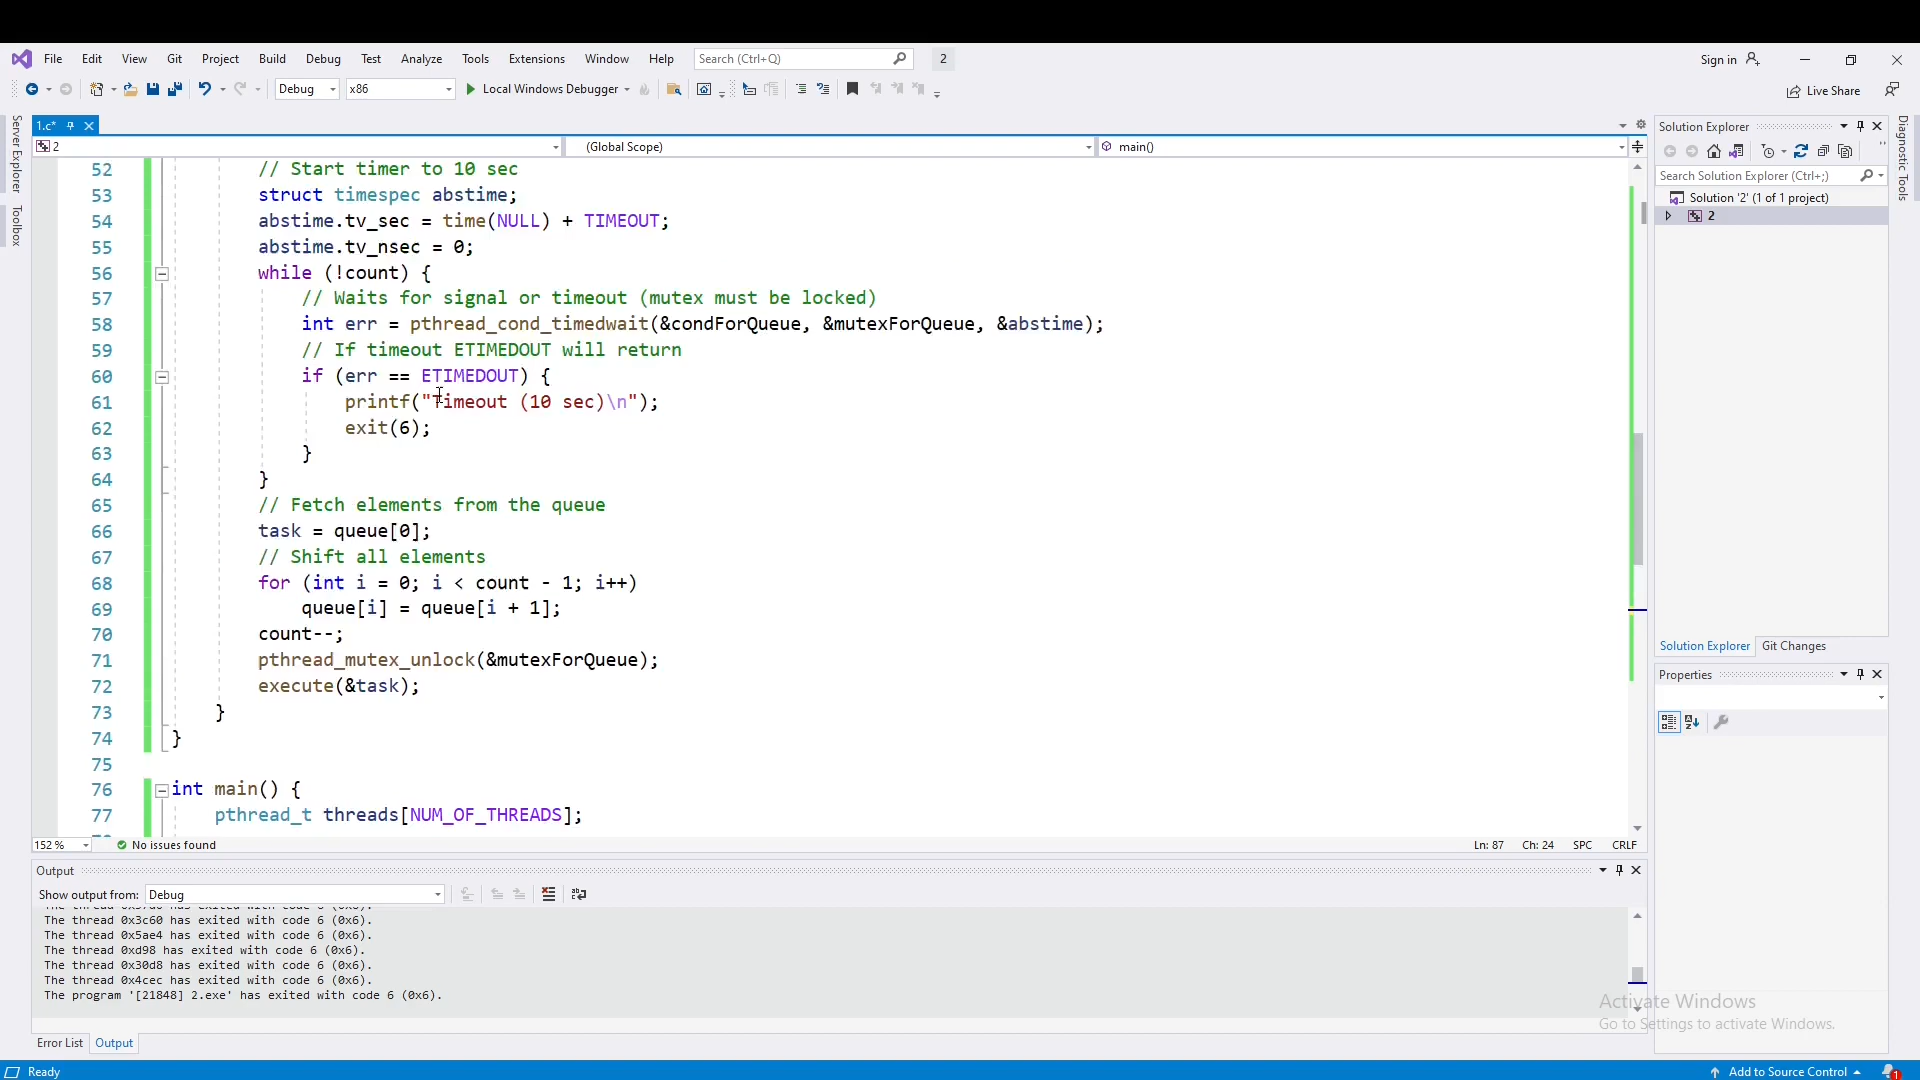 File Edit View Git Project Build Debug Test Analyze Tools Extensions Window Help Search (Ctrl+Q) 2 Sign in
Debug x86 Local Windows Debugger Live Share
Server Explorer
Toolbox
1.c*
2 (Global Scope) main()
52 // Start timer to 10 sec
53 struct timespec abstime;
54 abstime.tv_sec = time(NULL) + TIMEOUT;
55 abstime.tv_nsec = 0;
56 while (!count) {
57 // Waits for signal or timeout (mutex must be locked)
58 int err = pthread_cond_timedwait(&condForQueue, &mutexForQueue, &abstime);
59 // If timeout ETIMEDOUT will return
60 if (err == ETIMEDOUT) {
61 printf("Timeout (10 sec)\n");
62 exit(6);
63 }
64 }
65 // Fetch elements from the queue
66 task = queue[0];
67 // Shift all elements
68 for (int i = 0; i < count - 1; i++)
69 queue[i] = queue[i + 1];
70 count--;
71 pthread_mutex_unlock(&mutexForQueue);
72 execute(&task);
73 }
74 }
75
76 int main() {
77 pthread_t threads[NUM_OF_THREADS];
152 % No issues found Ln: 87 Ch: 24 SPC CRLF
Output
Show output from: Debug
The thread 0x3c60 has exited with code 6 (0x6).
The thread 0x5ae4 has exited with code 6 (0x6).
The thread 0xd98 has exited with code 6 (0x6).
The thread 0x30d8 has exited with code 6 (0x6).
The thread 0x4cec has exited with code 6 (0x6).
The program '[21848] 2.exe' has exited with code 6 (0x6).
Error List Output
Solution Explorer
Search Solution Explorer (Ctrl+;)
Solution '2' (1 of 1 project)
2
Solution Explorer Git Changes
Properties
Diagnostic Tools
Activate Windows
Go to Settings to activate Windows.
Ready Add to Source Control 1